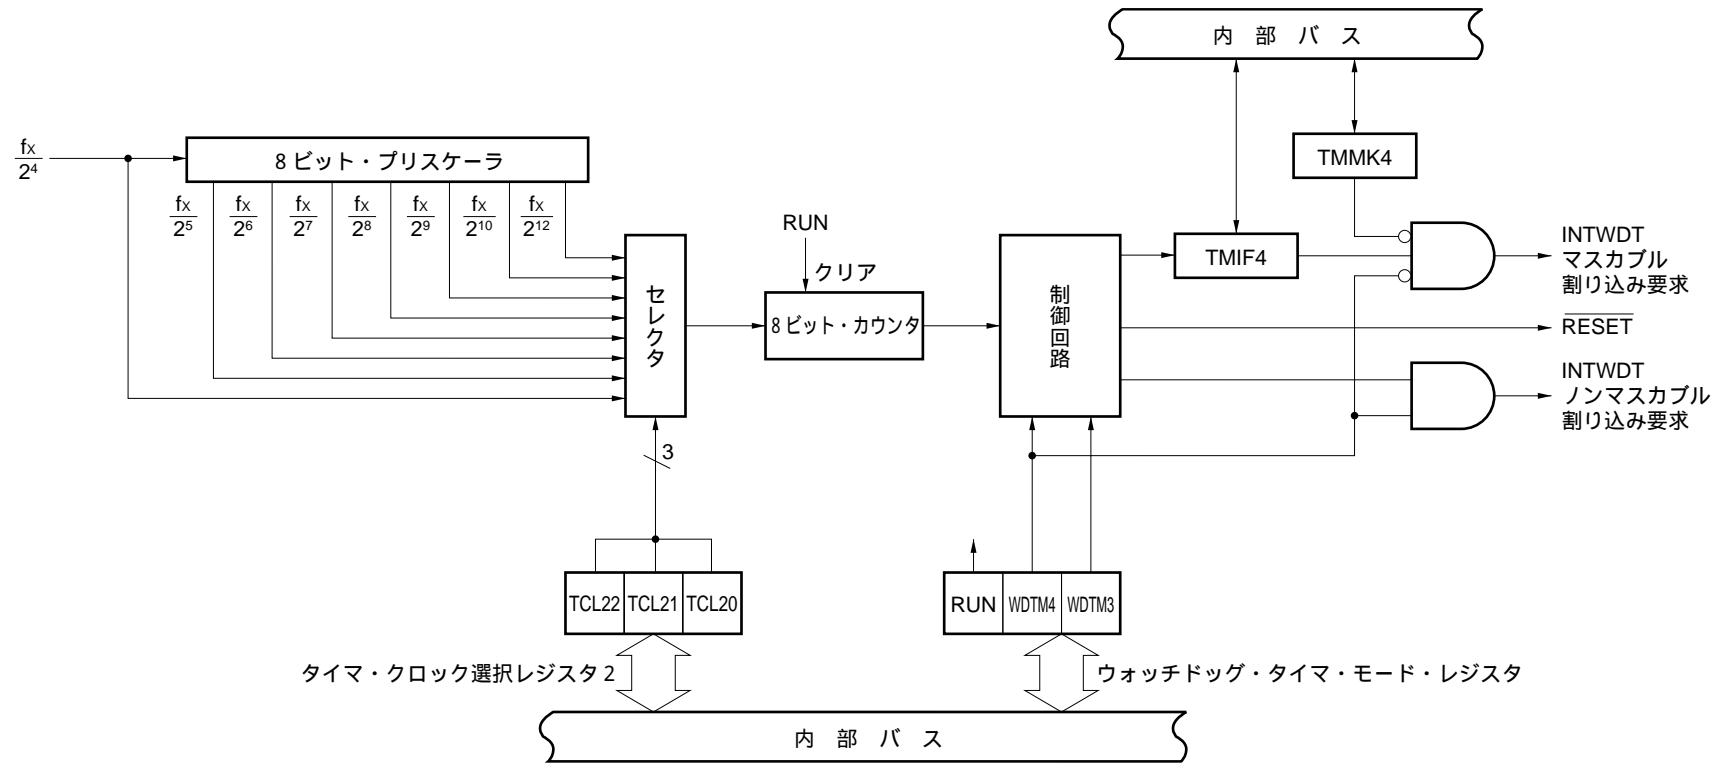 内 部 バ ス
fX
2⁴
8 ビット・プリスケーラ
TMMK4
fX
2⁵
fX
2⁶
fX
2⁷
fX
2⁸
fX
2⁹
fX
2¹⁰
fX
2¹²
RUN
クリア
セレクタ
8 ビット・カウンタ
制御回路
TMIF4
INTWDT
マスカブル
割り込み要求
RESET
INTWDT
ノンマスカブル
割り込み要求
3
TCL22 TCL21 TCL20
RUN WDTM4 WDTM3
タイマ・クロック選択レジスタ 2
ウォッチドッグ・タイマ・モード・レジスタ
内 部 バ ス